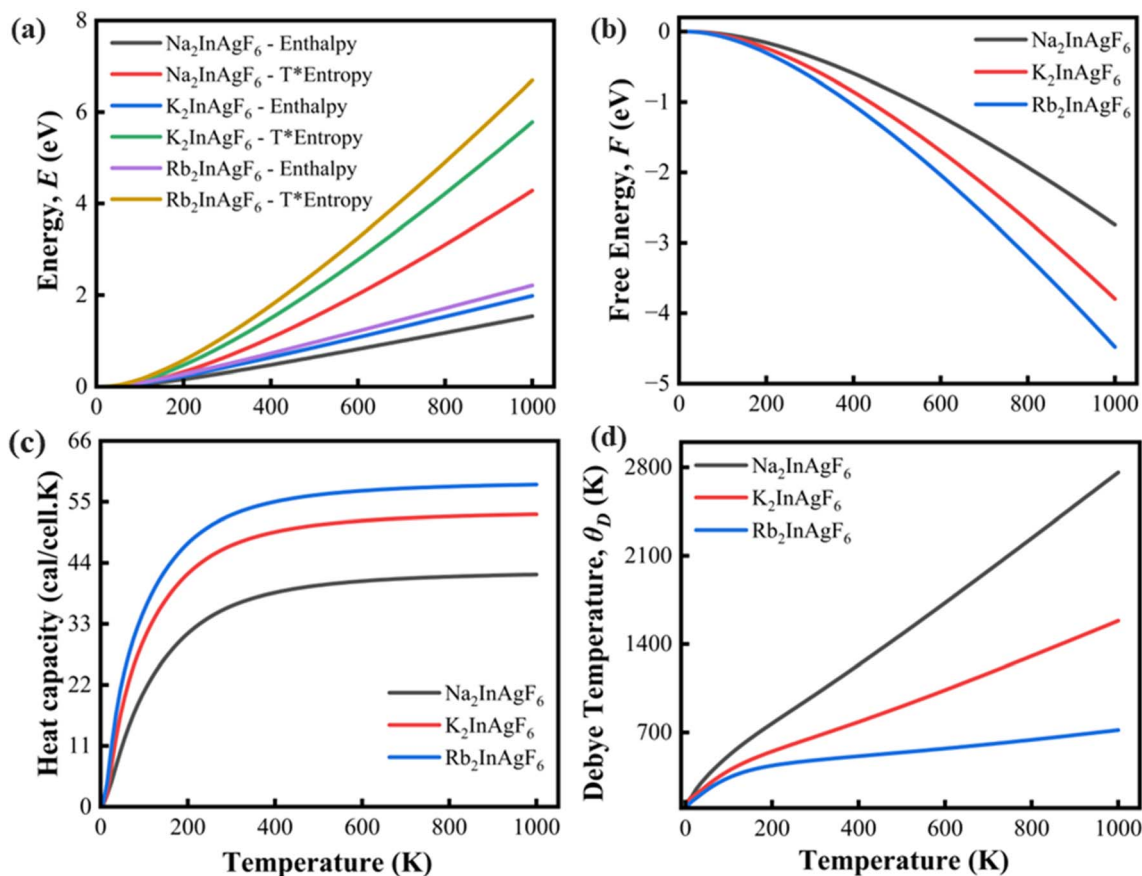 (a)
Energy, E (eV)
8
6
4
2
0
Na₂InAgF₆ - Enthalpy
Na₂InAgF₆ - T*Entropy
K₂InAgF₆ - Enthalpy
K₂InAgF₆ - T*Entropy
Rb₂InAgF₆ - Enthalpy
Rb₂InAgF₆ - T*Entropy
0 200 400 600 800 1000
(b)
Free Energy, F (eV)
0
−1
−2
−3
−4
−5
Na₂InAgF₆
K₂InAgF₆
Rb₂InAgF₆
0 200 400 600 800 1000
(c)
Heat capacity (cal/cell.K)
66
55
44
33
22
11
0
Na₂InAgF₆
K₂InAgF₆
Rb₂InAgF₆
0 200 400 600 800 1000
Temperature (K)
(d)
Debye Temperature, θ_D (K)
2800
2100
1400
700
Na₂InAgF₆
K₂InAgF₆
Rb₂InAgF₆
0 200 400 600 800 1000
Temperature (K)